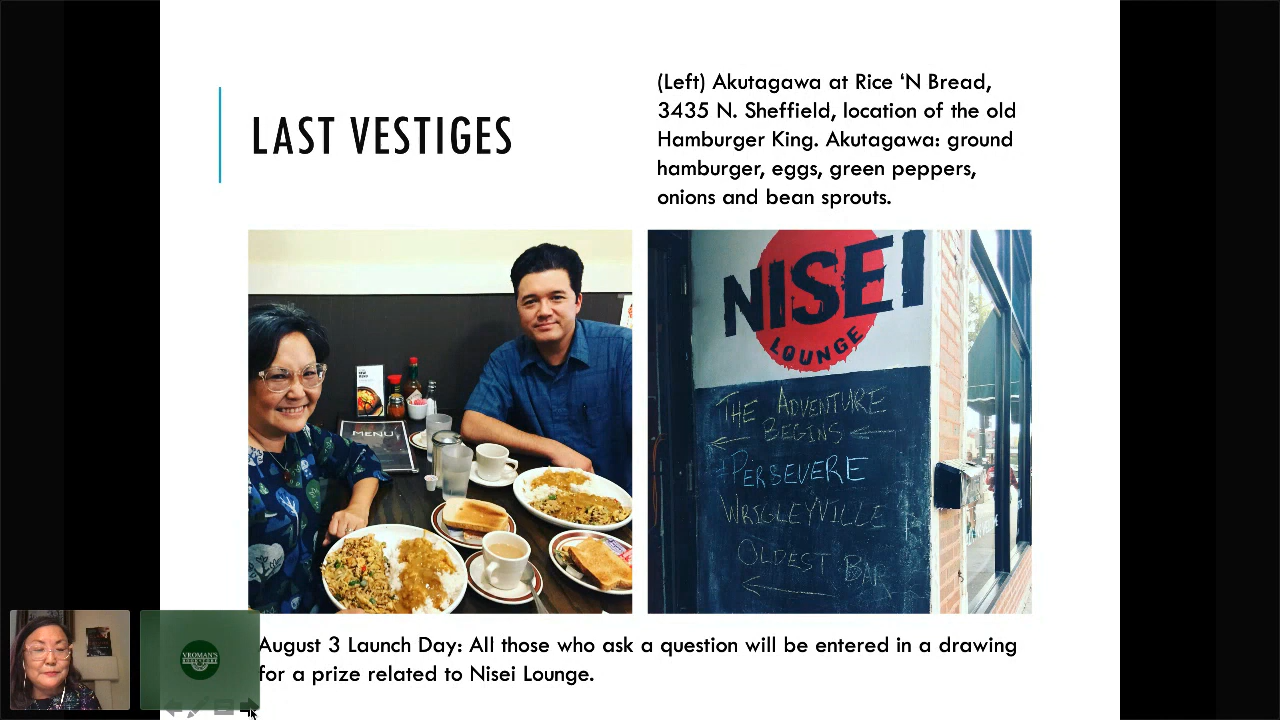 LAST VESTIGES
(Left) Akutagawa at Rice ‘N Bread,
3435 N. Sheffield, location of the old
Hamburger King. Akutagawa: ground
hamburger, eggs, green peppers,
onions and bean sprouts.
MENU
NISEI
LOUNGE
THE ADVENTURE
BEGINS
#PERSEVERE
WRIGLEYVILLE
OLDEST BAR
August 3 Launch Day: All those who ask a question will be entered in a drawing
for a prize related to Nisei Lounge.
VROMAN'S
BOOKSTORE